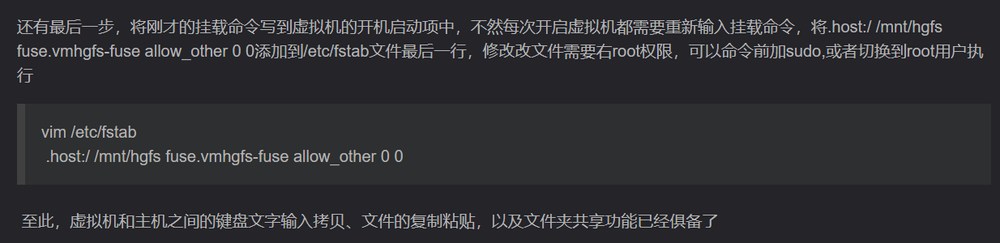 还有最后一步，将刚才的挂载命令写到虚拟机的开机启动项中，不然每次开启虚拟机都需要重新输入挂载命令，将.host:/ /mnt/hgfs
fuse.vmhgfs-fuse allow_other 0 0添加到/etc/fstab文件最后一行，修改改文件需要右root权限，可以命令前加sudo,或者切换到root用户执
行
vim /etc/fstab
.host:/ /mnt/hgfs fuse.vmhgfs-fuse allow_other 0 0
至此，虚拟机和主机之间的键盘文字输入拷贝、文件的复制粘贴，以及文件夹共享功能已经俱备了